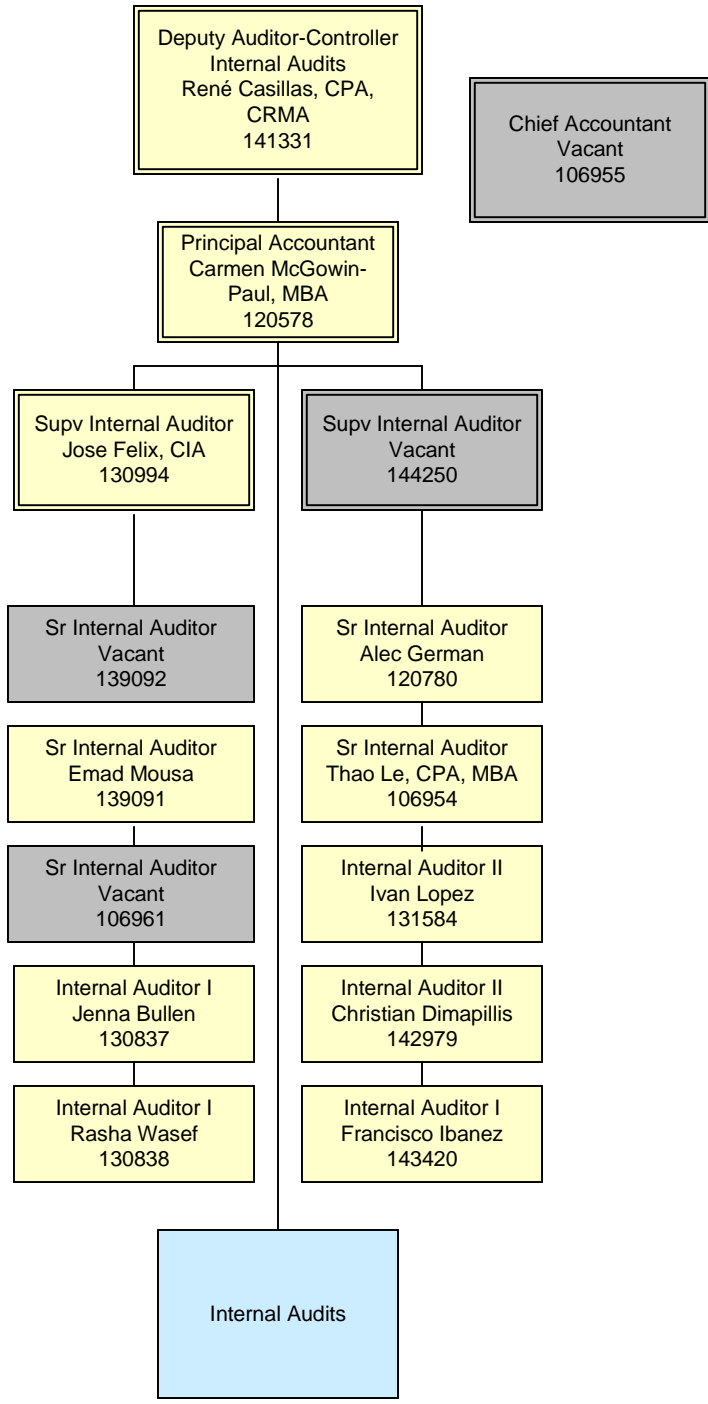 Deputy Auditor-Controller
Internal Audits
René Casillas, CPA,
CRMA
141331
Chief Accountant
Vacant
106955
Principal Accountant
Carmen McGowin-
Paul, MBA
120578
Supv Internal Auditor
Jose Felix, CIA
130994
Supv Internal Auditor
Vacant
144250
Sr Internal Auditor
Vacant
139092
Sr Internal Auditor
Emad Mousa
139091
Sr Internal Auditor
Vacant
106961
Internal Auditor I
Jenna Bullen
130837
Internal Auditor I
Rasha Wasef
130838
Sr Internal Auditor
Alec German
120780
Sr Internal Auditor
Thao Le, CPA, MBA
106954
Internal Auditor II
Ivan Lopez
131584
Internal Auditor II
Christian Dimapillis
142979
Internal Auditor I
Francisco Ibanez
143420
Internal Audits